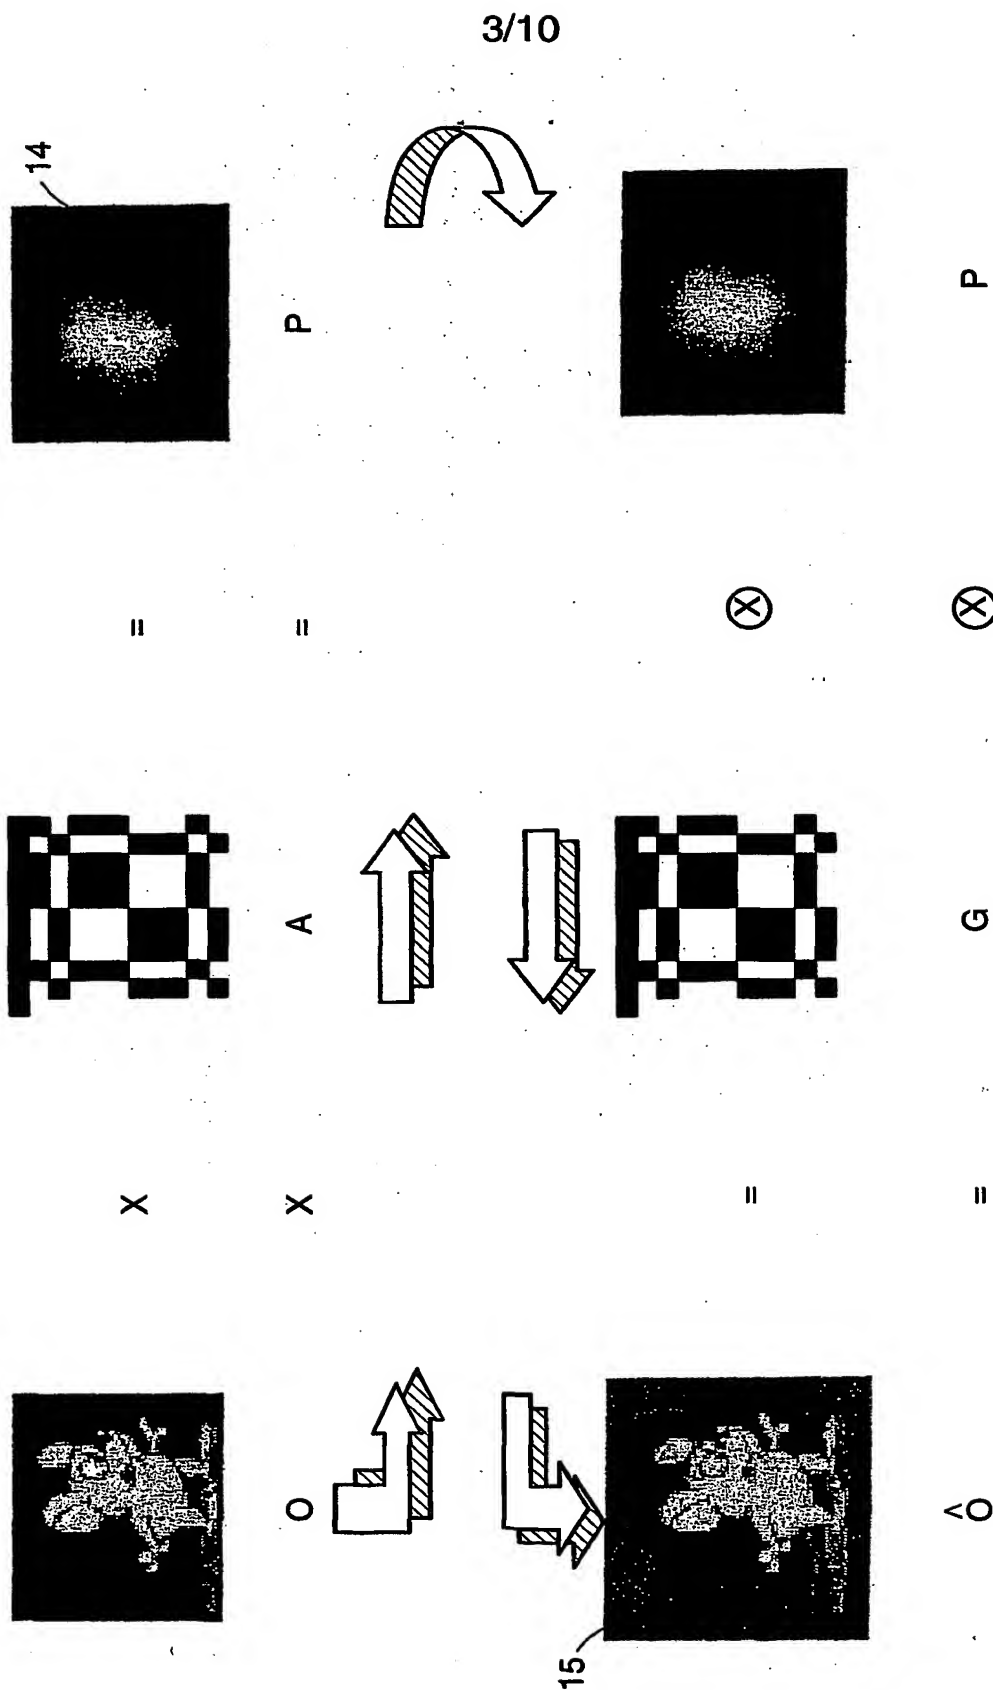 3/10
14
X =
O X A = P
15
= Ⓧ
Ô = G Ⓧ P